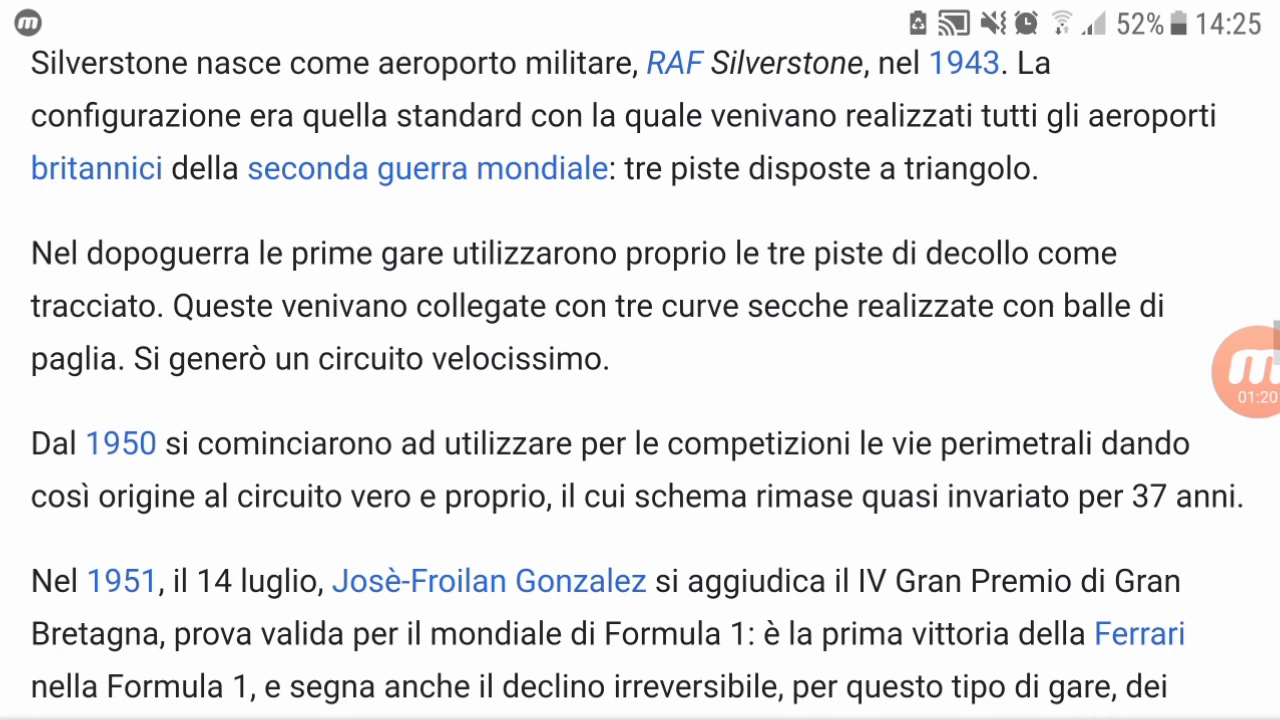 52% 14:25
Silverstone nasce come aeroporto militare, RAF Silverstone, nel 1943. La
configurazione era quella standard con la quale venivano realizzati tutti gli aeroporti
britannici della seconda guerra mondiale: tre piste disposte a triangolo.
Nel dopoguerra le prime gare utilizzarono proprio le tre piste di decollo come
tracciato. Queste venivano collegate con tre curve secche realizzate con balle di
paglia. Si generò un circuito velocissimo.
01:20
Dal 1950 si cominciarono ad utilizzare per le competizioni le vie perimetrali dando
così origine al circuito vero e proprio, il cui schema rimase quasi invariato per 37 anni.
Nel 1951, il 14 luglio, Josè-Froilan Gonzalez si aggiudica il IV Gran Premio di Gran
Bretagna, prova valida per il mondiale di Formula 1: è la prima vittoria della Ferrari
nella Formula 1, e segna anche il declino irreversibile, per questo tipo di gare, dei